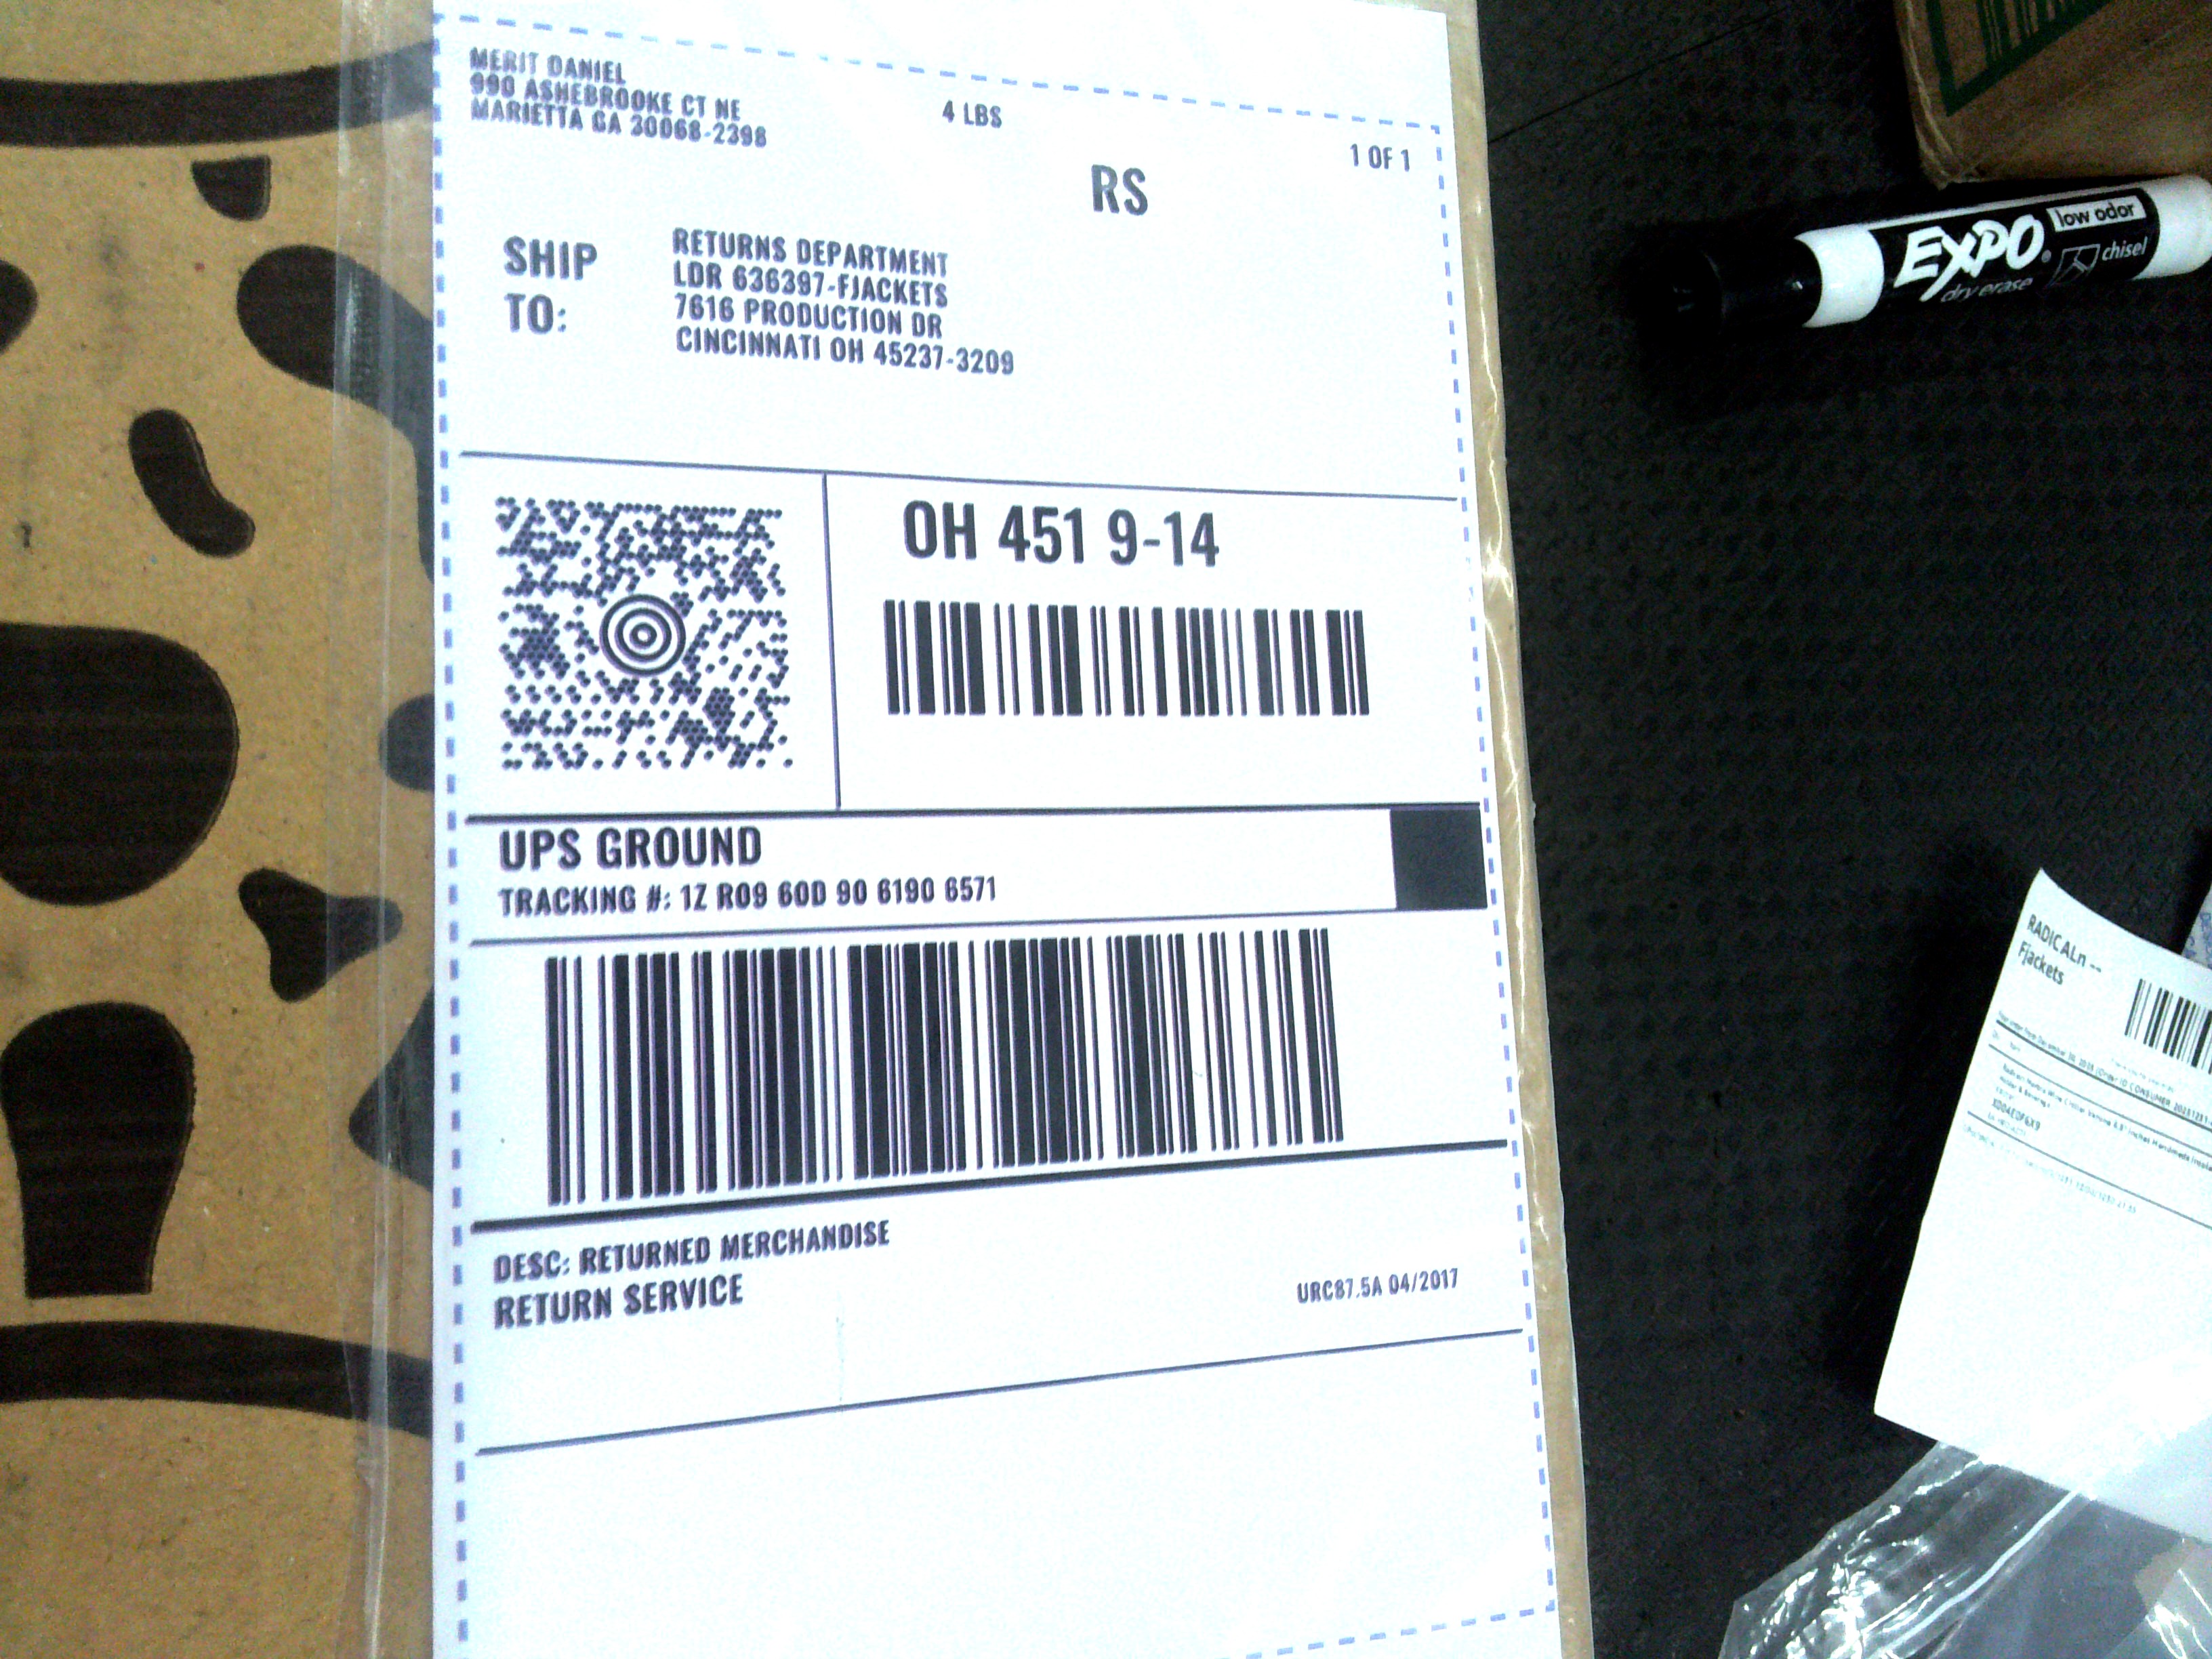 MERIT DANIEL
990 ASHEBROOKE CT NE
MARIETTA GA 30068-2398
4 LBS
1 OF 1
RS
SHIP
TO:
RETURNS DEPARTMENT
LDR 636397-FJACKETS
7616 PRODUCTION DR
CINCINNATI OH 45237-3209
OH 451 9-14
UPS GROUND
TRACKING #: 1Z R09 60D 90 6190 6571
DESC: RETURNED MERCHANDISE
RETURN SERVICE
URC87.5A 04/2017
EXPO
low odor
chisel
dry erase
RADICALn --
Fjackets
X004E0F6X9